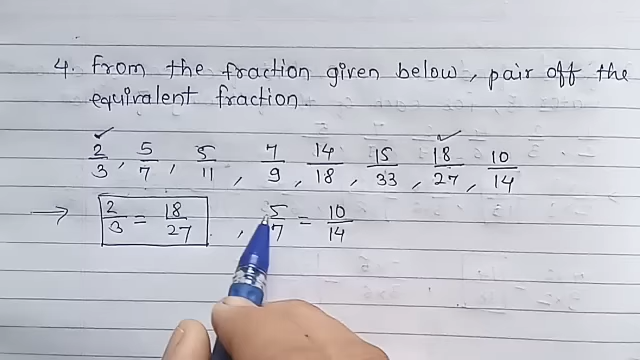 4. From the fraction given below, pair off the
equivalent fraction.
2/3, 5/7, 5/11, 7/9, 14/18, 15/33, 18/27, 10/14
→ 2/3 = 18/27, 5/7 = 10/14